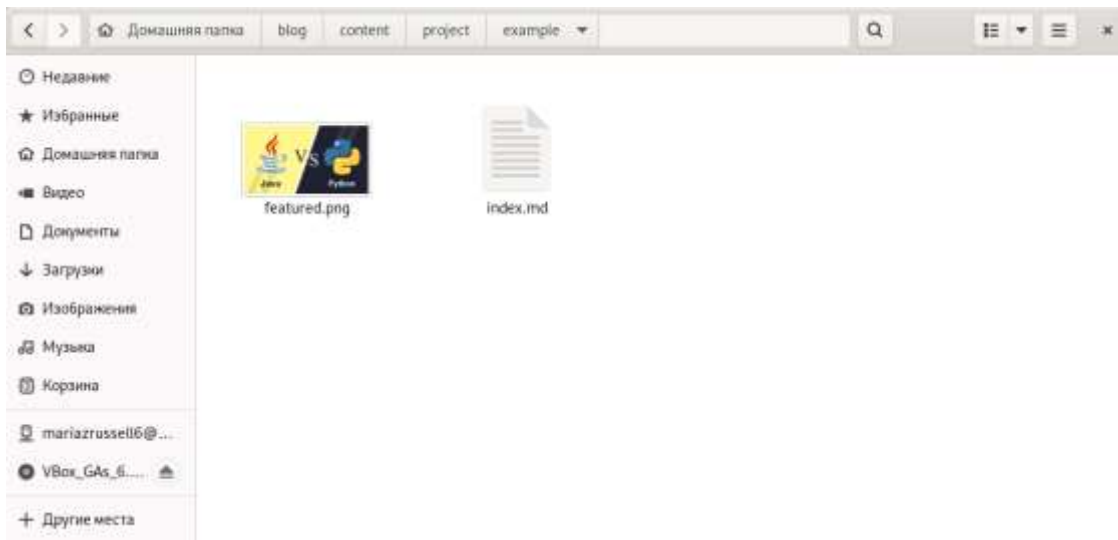 Домашняя папка blog content project example
Недавние
Избранные
Домашняя папка
Видео
Документы
Загрузки
Изображения
Музыка
Корзина
mariazrussell6@...
VBox_GAs_6....
Другие места
Vs
Java Python
featured.png index.md